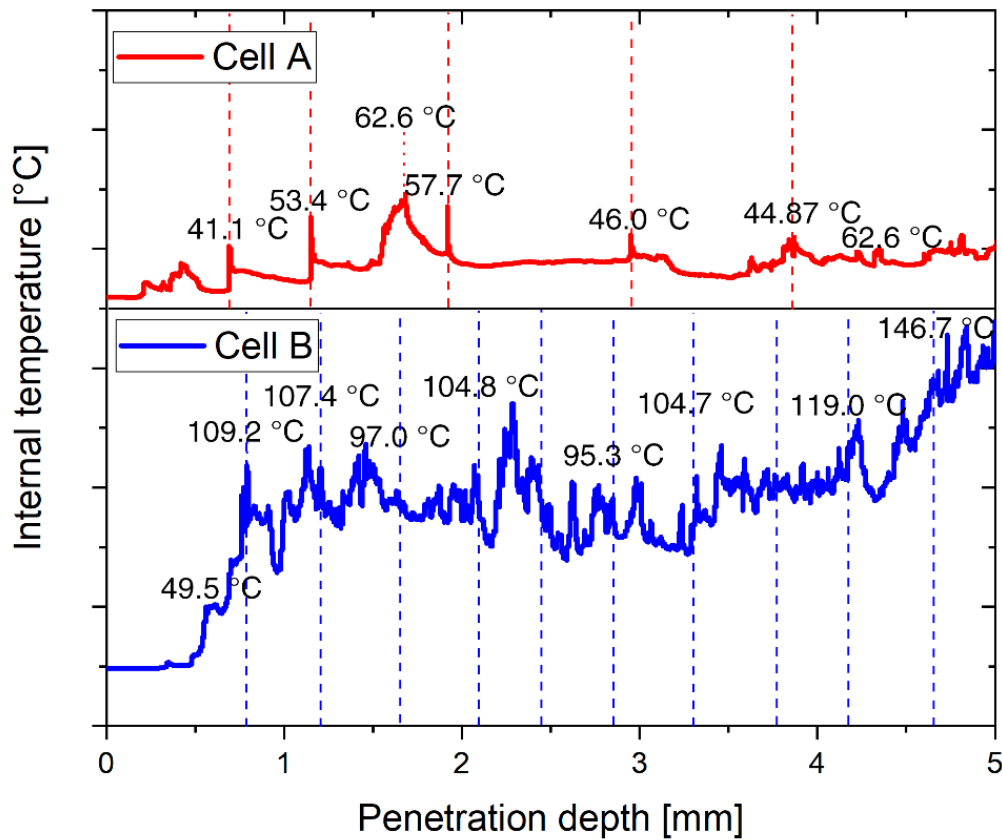 Cell A
62.6 °C
53.4 °C
57.7 °C
41.1 °C
46.0 °C
44.87 °C
62.6 °C
Internal temperature [°C]
Cell B
146.7 °C
107.4 °C
104.8 °C
104.7 °C
119.0 °C
109.2 °C
97.0 °C
95.3 °C
49.5 °C
0 1 2 3 4 5
Penetration depth [mm]